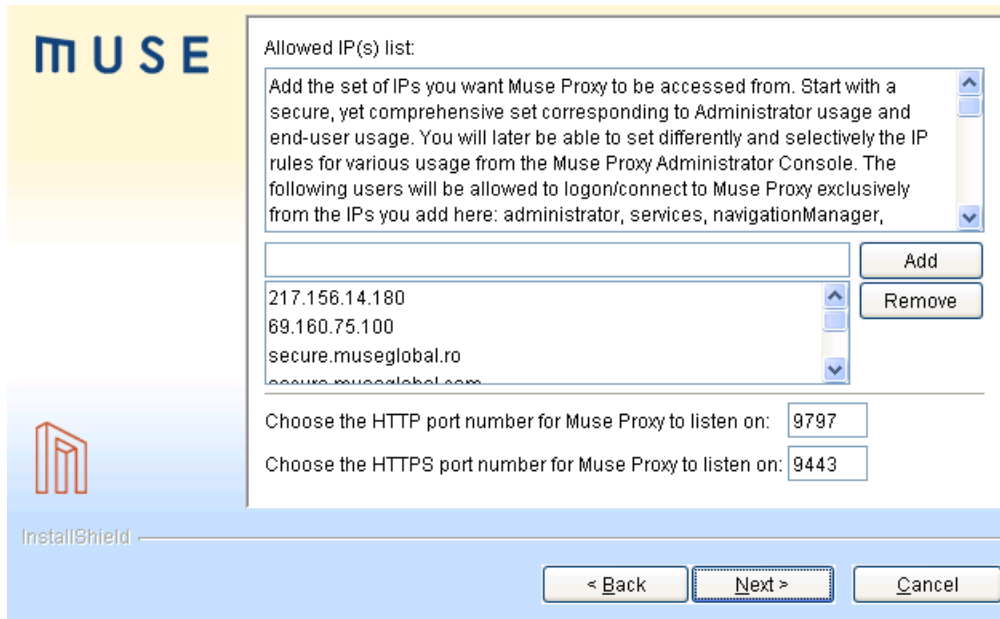 MUSE
Allowed IP(s) list:
Add the set of IPs you want Muse Proxy to be accessed from. Start with a
secure, yet comprehensive set corresponding to Administrator usage and
end-user usage. You will later be able to set differently and selectively the IP
rules for various usage from the Muse Proxy Administrator Console. The
following users will be allowed to logon/connect to Muse Proxy exclusively
from the IPs you add here: administrator, services, navigationManager,
Add
217.156.14.180
Remove
69.160.75.100
secure.museglobal.ro
secure.museglobal.com
Choose the HTTP port number for Muse Proxy to listen on: 9797
Choose the HTTPS port number for Muse Proxy to listen on: 9443
InstallShield
< Back Next > Cancel